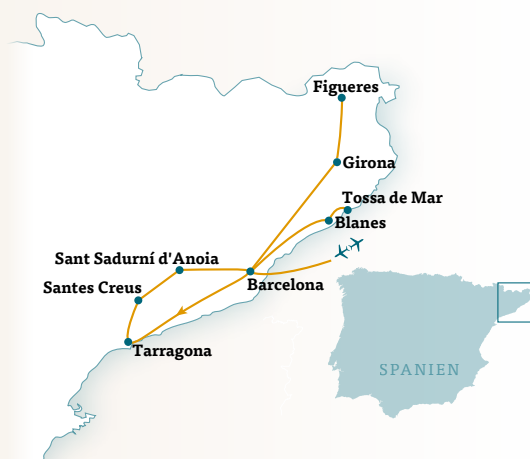 Figueres
Girona
Tossa de Mar
Blanes
Sant Sadurní d'Anoia
Barcelona
Santes Creus
Tarragona
SPANIEN